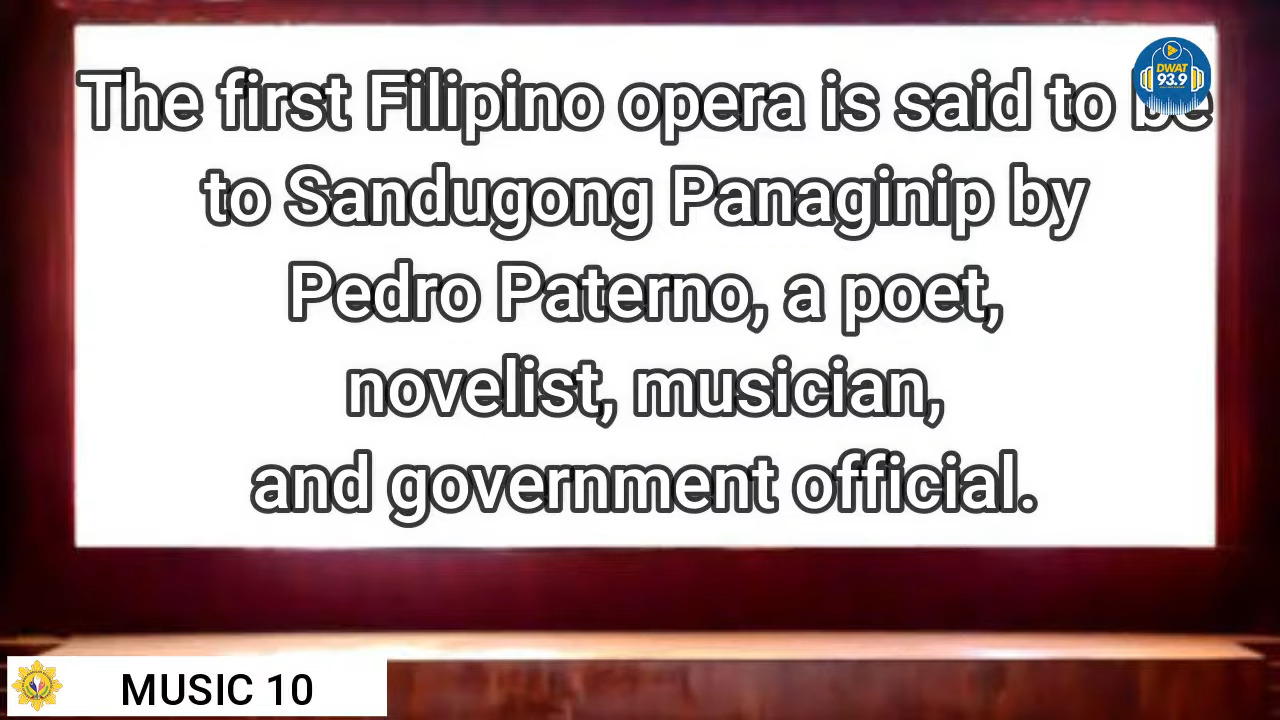 The first Filipino opera is said to be
to Sandugong Panaginip by
Pedro Paterno, a poet,
novelist, musician,
and government official.
DWAT
93.9
MUSIC 10